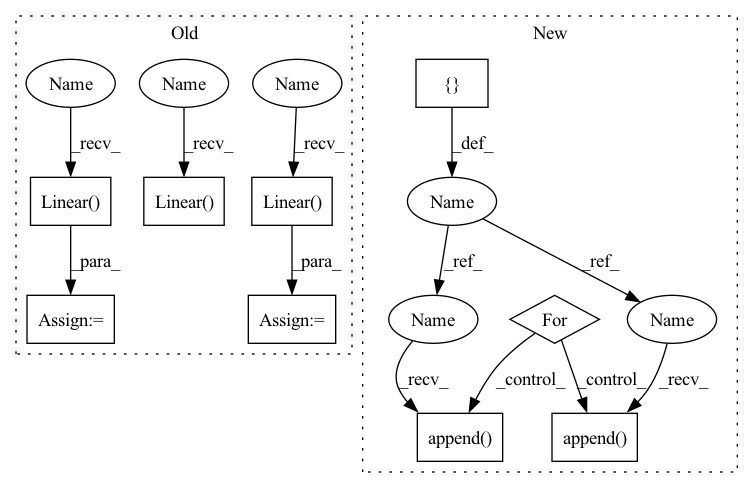 Old
New
Name
Name
Name
{}
_recv_
_recv_
_recv_
_def_
Linear()
Linear()
Linear()
Name
_para_
_para_
_ref_
_ref_
Assign:=
Assign:=
Name
For
Name
_recv_
_control_
_control_
_recv_
append()
append()